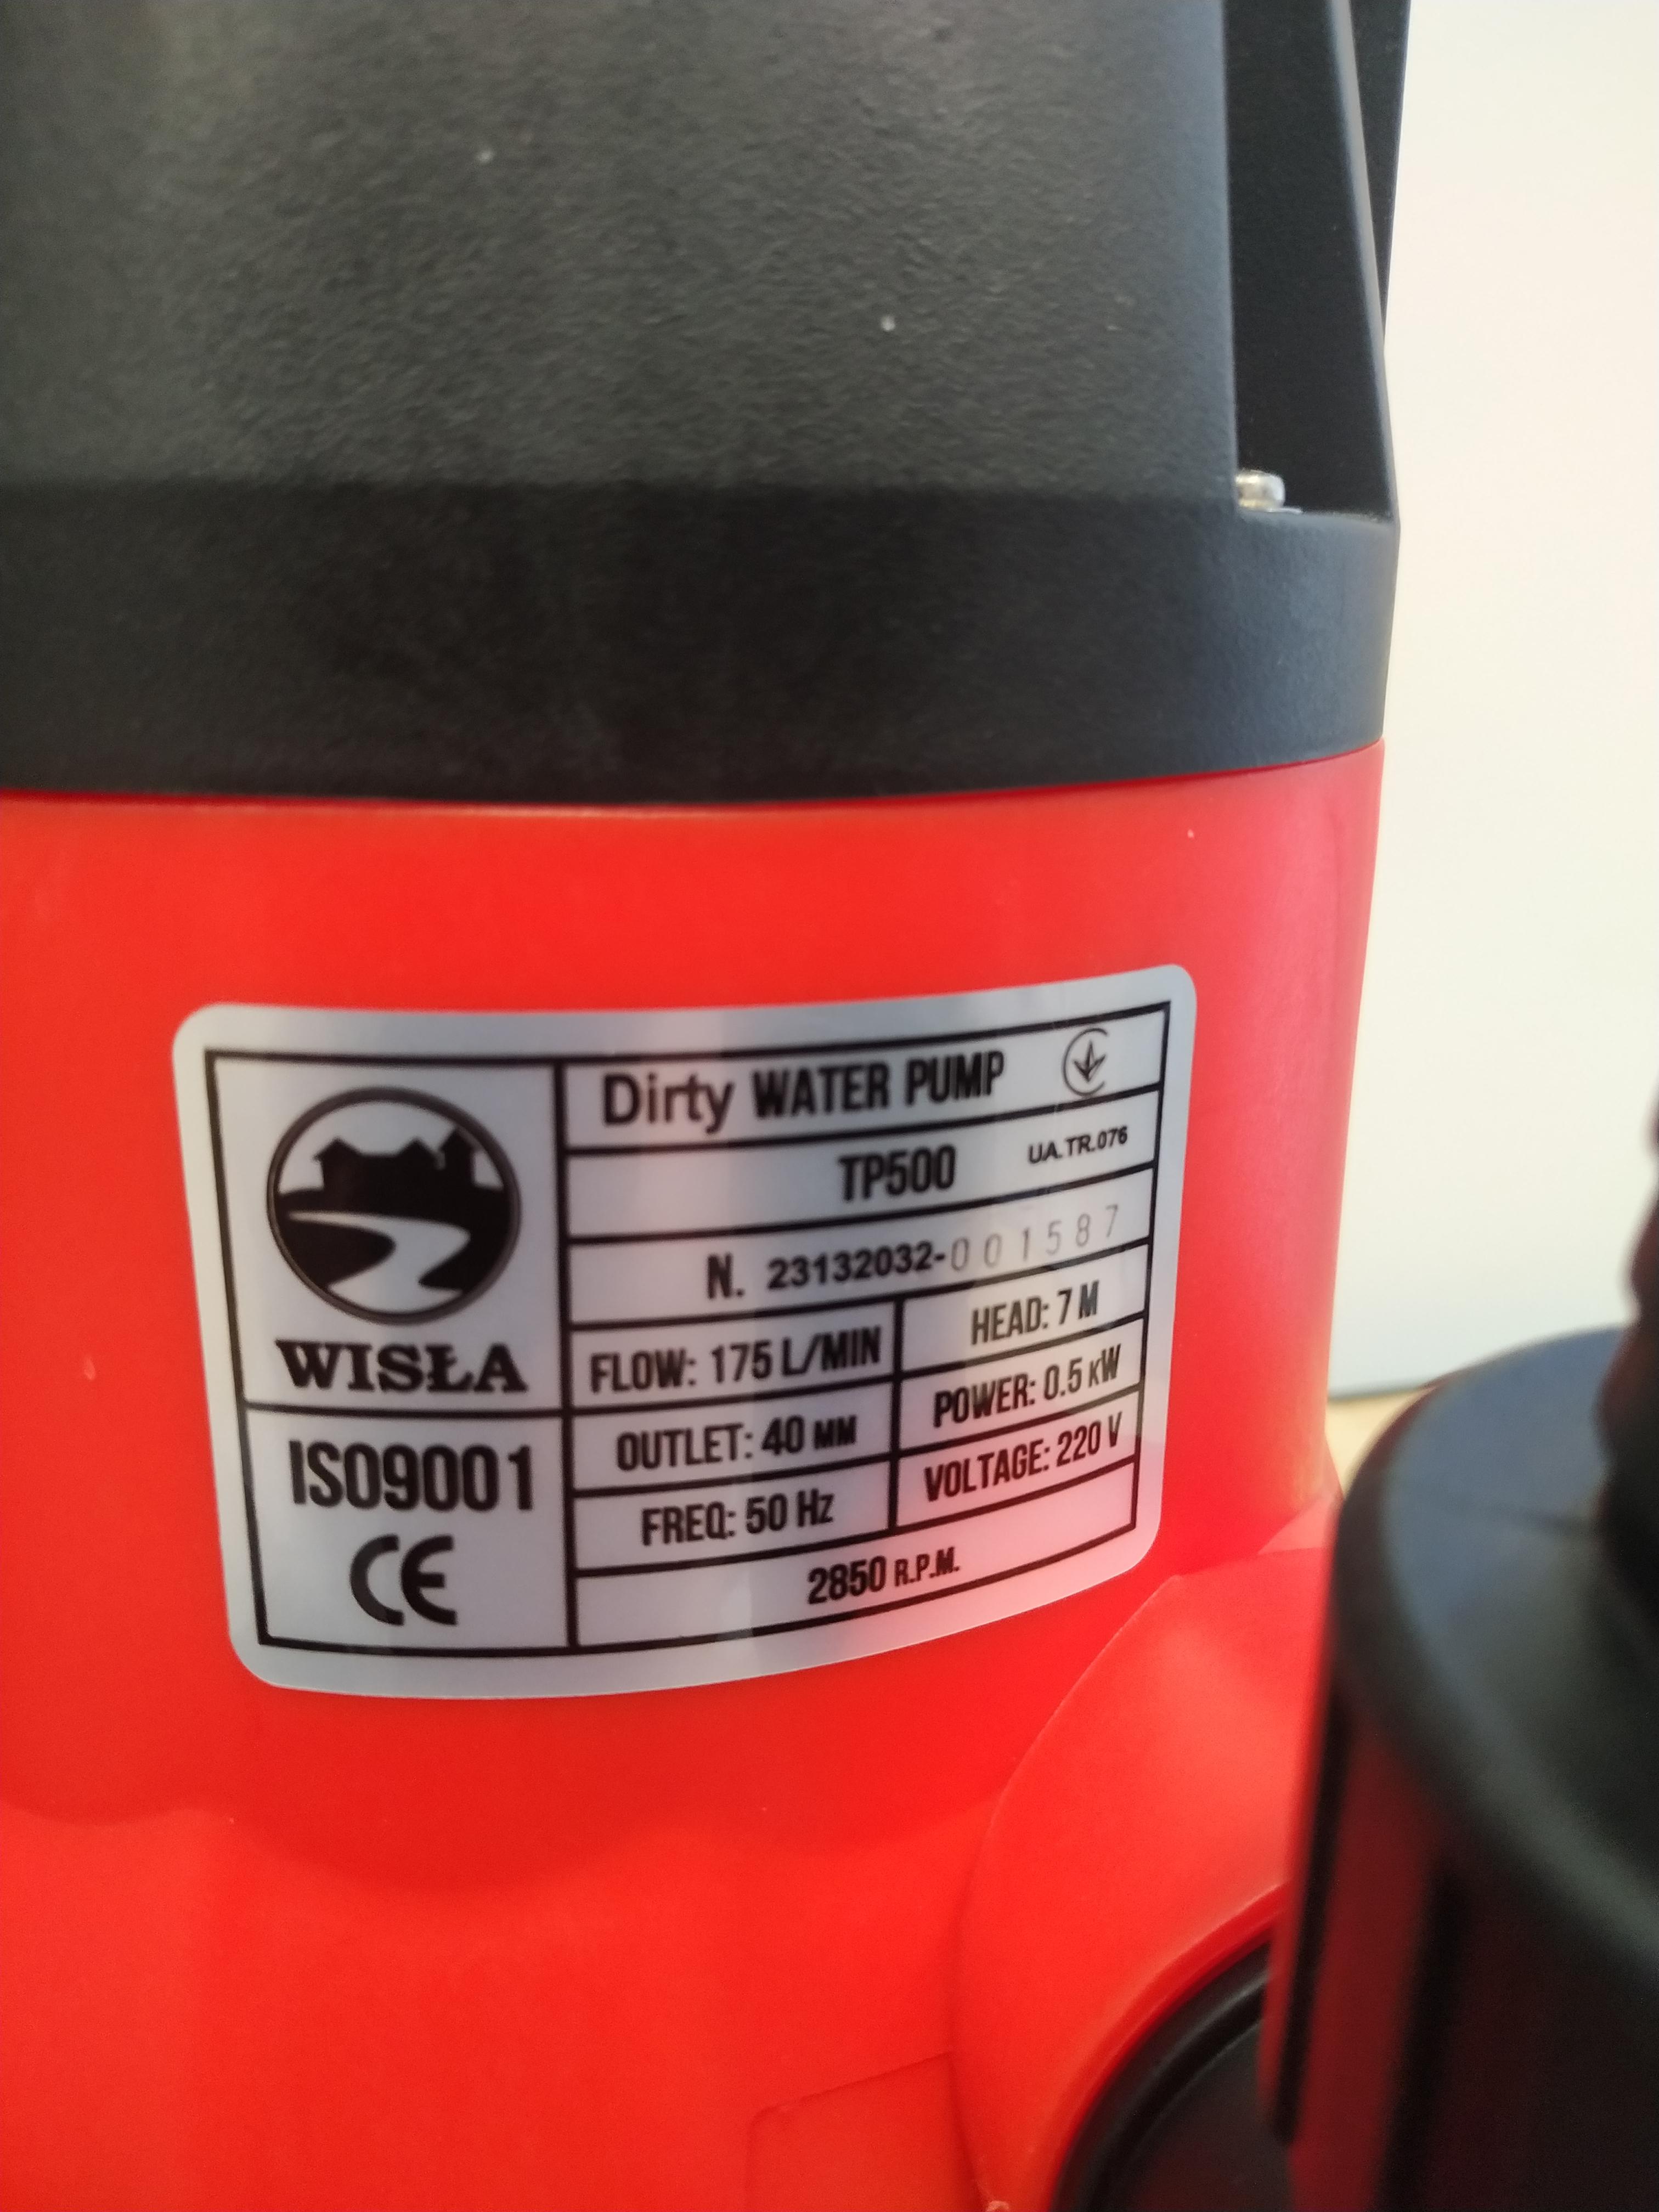 WISŁA
ISO9001
CE
Dirty WATER PUMP
TP500 UA.TR.076
N. 23132032-001587
FLOW: 175 L/MIN HEAD: 7 M
OUTLET: 40 MM POWER: 0.5 KW
FREQ: 50 Hz VOLTAGE: 220 V
2850 R.P.M.